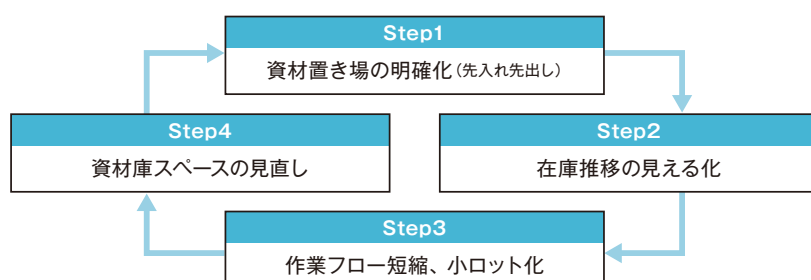 Step1
資材置き場の明確化（先入れ先出し）
Step2
在庫推移の見える化
Step3
作業フロー短縮、小ロット化
Step4
資材庫スペースの見直し